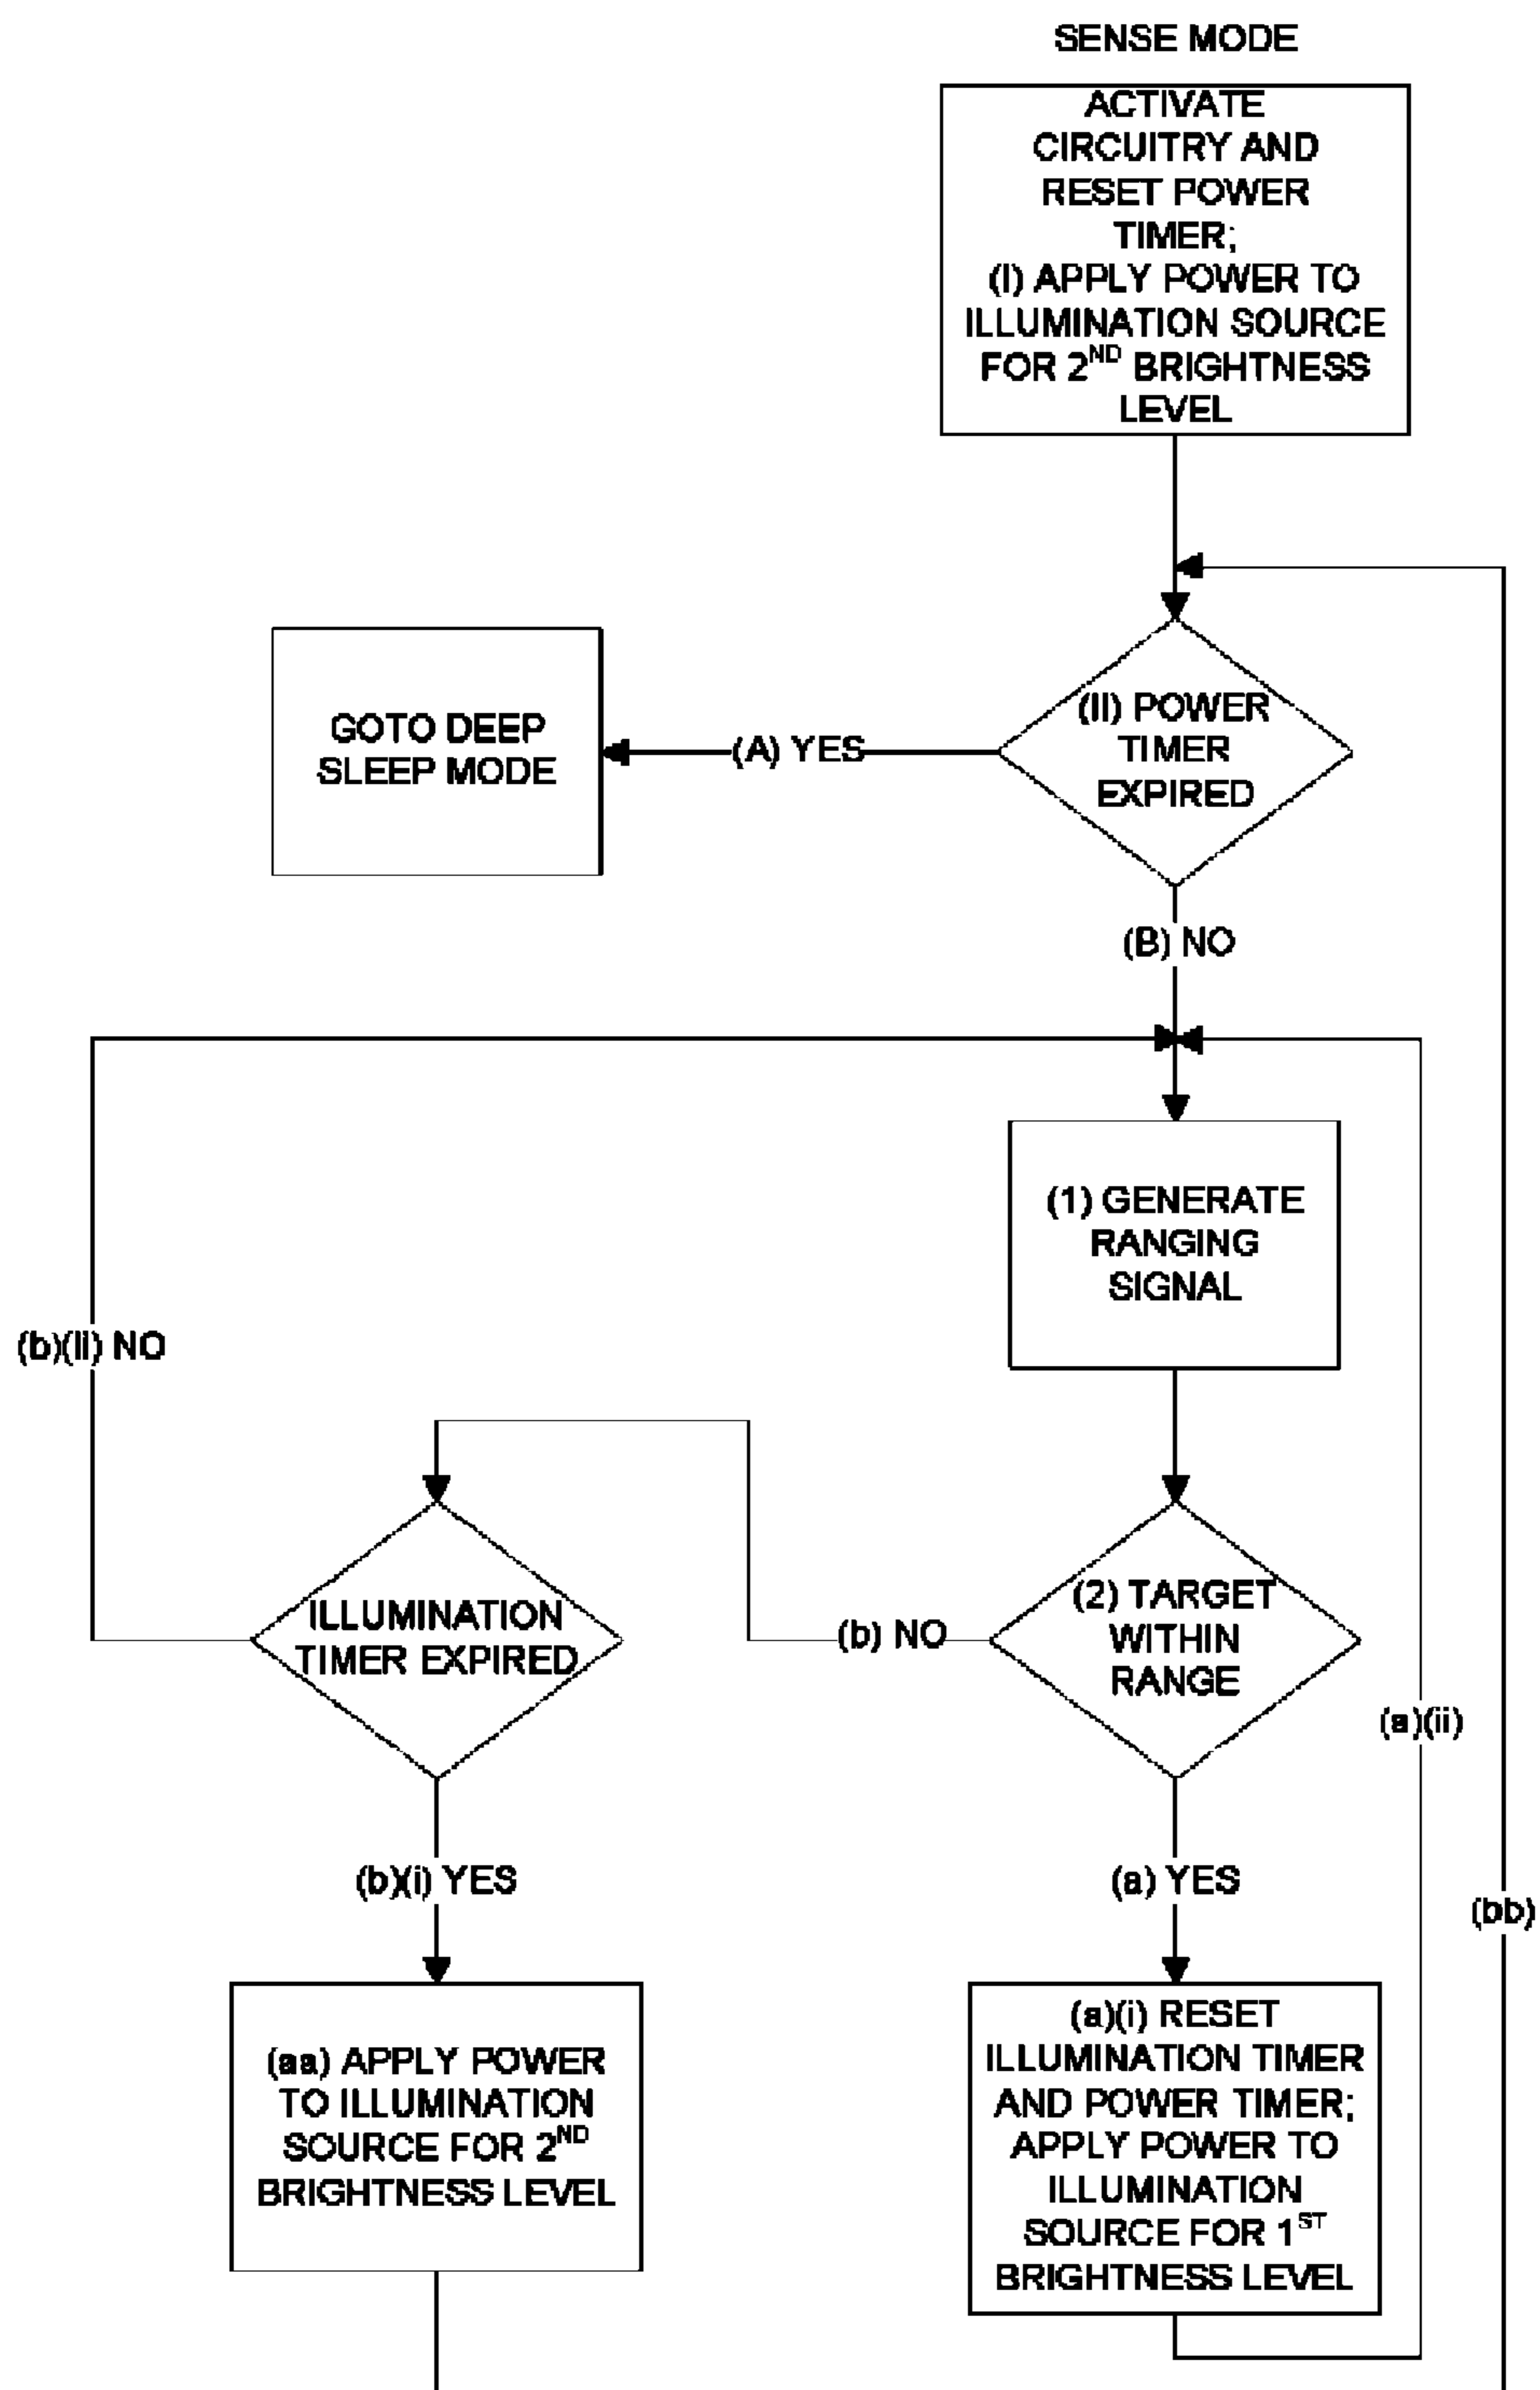 SENSE MODE
ACTIVATE
CIRCUITRY AND
RESET POWER
TIMER;
(I) APPLY POWER TO
ILLUMINATION SOURCE
FOR 2ND BRIGHTNESS
LEVEL
GOTO DEEP
SLEEP MODE
(A) YES
(II) POWER
TIMER
EXPIRED
(B) NO
(1) GENERATE
RANGING
SIGNAL
(b)(ii) NO
ILLUMINATION
TIMER EXPIRED
(b) NO
(2) TARGET
WITHIN
RANGE
(a)(ii)
(b)(i) YES
(a) YES
(bb)
(aa) APPLY POWER
TO ILLUMINATION
SOURCE FOR 2ND
BRIGHTNESS LEVEL
(a)(i) RESET
ILLUMINATION TIMER
AND POWER TIMER;
APPLY POWER TO
ILLUMINATION
SOURCE FOR 1ST
BRIGHTNESS LEVEL